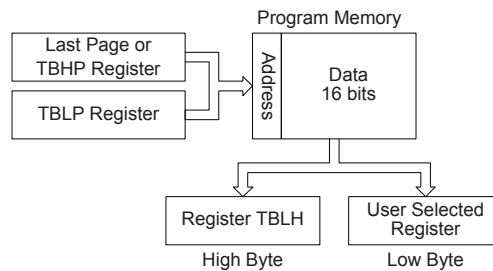 Program Memory
Last Page or
TBHP Register
TBLP Register
Address
Data
16 bits
Register TBLH
User Selected
Register
High Byte
Low Byte